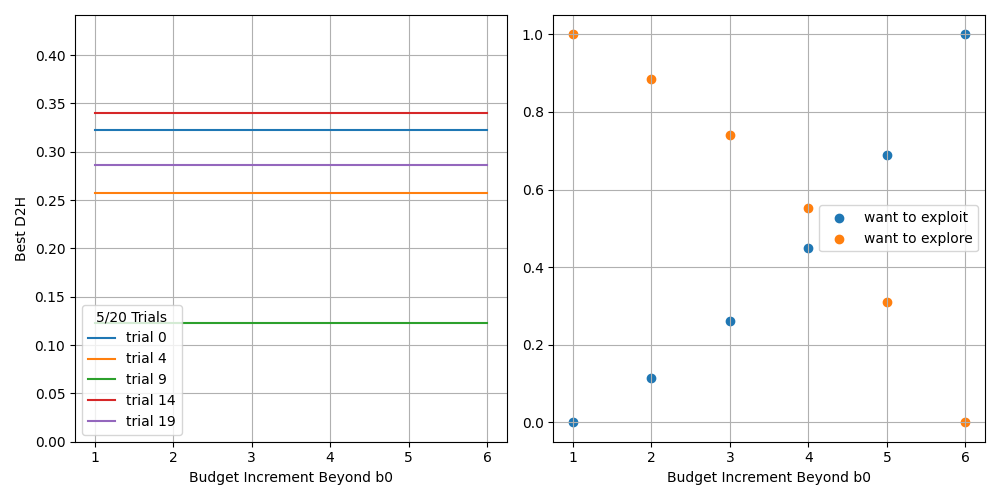 0.40
0.35
0.30
0.25
0.20
0.15
0.10
0.05
0.00
Best D2H
5/20 Trials
trial 0
trial 4
trial 9
trial 14
trial 19
1 2 3 4 5 6
Budget Increment Beyond b0
1.0
0.8
0.6
0.4
0.2
0.0
want to exploit
want to explore
1 2 3 4 5 6
Budget Increment Beyond b0